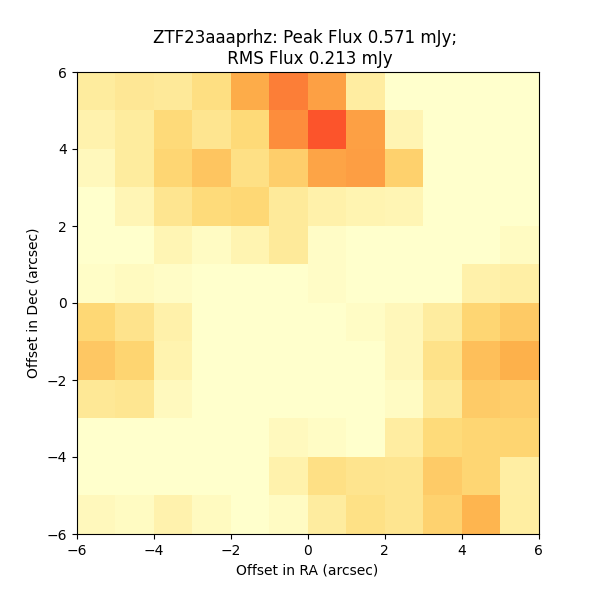 ZTF23aaaprhz: Peak Flux 0.571 mJy;
RMS Flux 0.213 mJy
6
4
2
0
−2
−4
−6
Offset in Dec (arcsec)
−6 −4 −2 0 2 4 6
Offset in RA (arcsec)